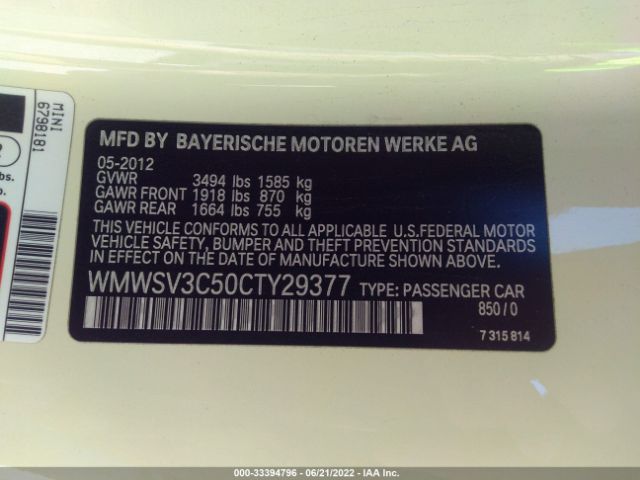 MFD BY BAYERISCHE MOTOREN WERKE AG
05-2012
GVWR 3494 lbs 1585 kg
GAWR FRONT 1918 lbs 870 kg
GAWR REAR 1664 lbs 755 kg
THIS VEHICLE CONFORMS TO ALL APPLICABLE U.S.FEDERAL MOTOR
VEHICLE SAFETY, BUMPER AND THEFT PREVENTION STANDARDS
IN EFFECT ON THE DATE OF MANUFACTURE SHOWN ABOVE.
WMWSV3C50CTY29377 TYPE: PASSENGER CAR
850/0
7 315 814
MINI
6798181
2
lbs.
000-33394796 - 06/21/2022 - IAA Inc.